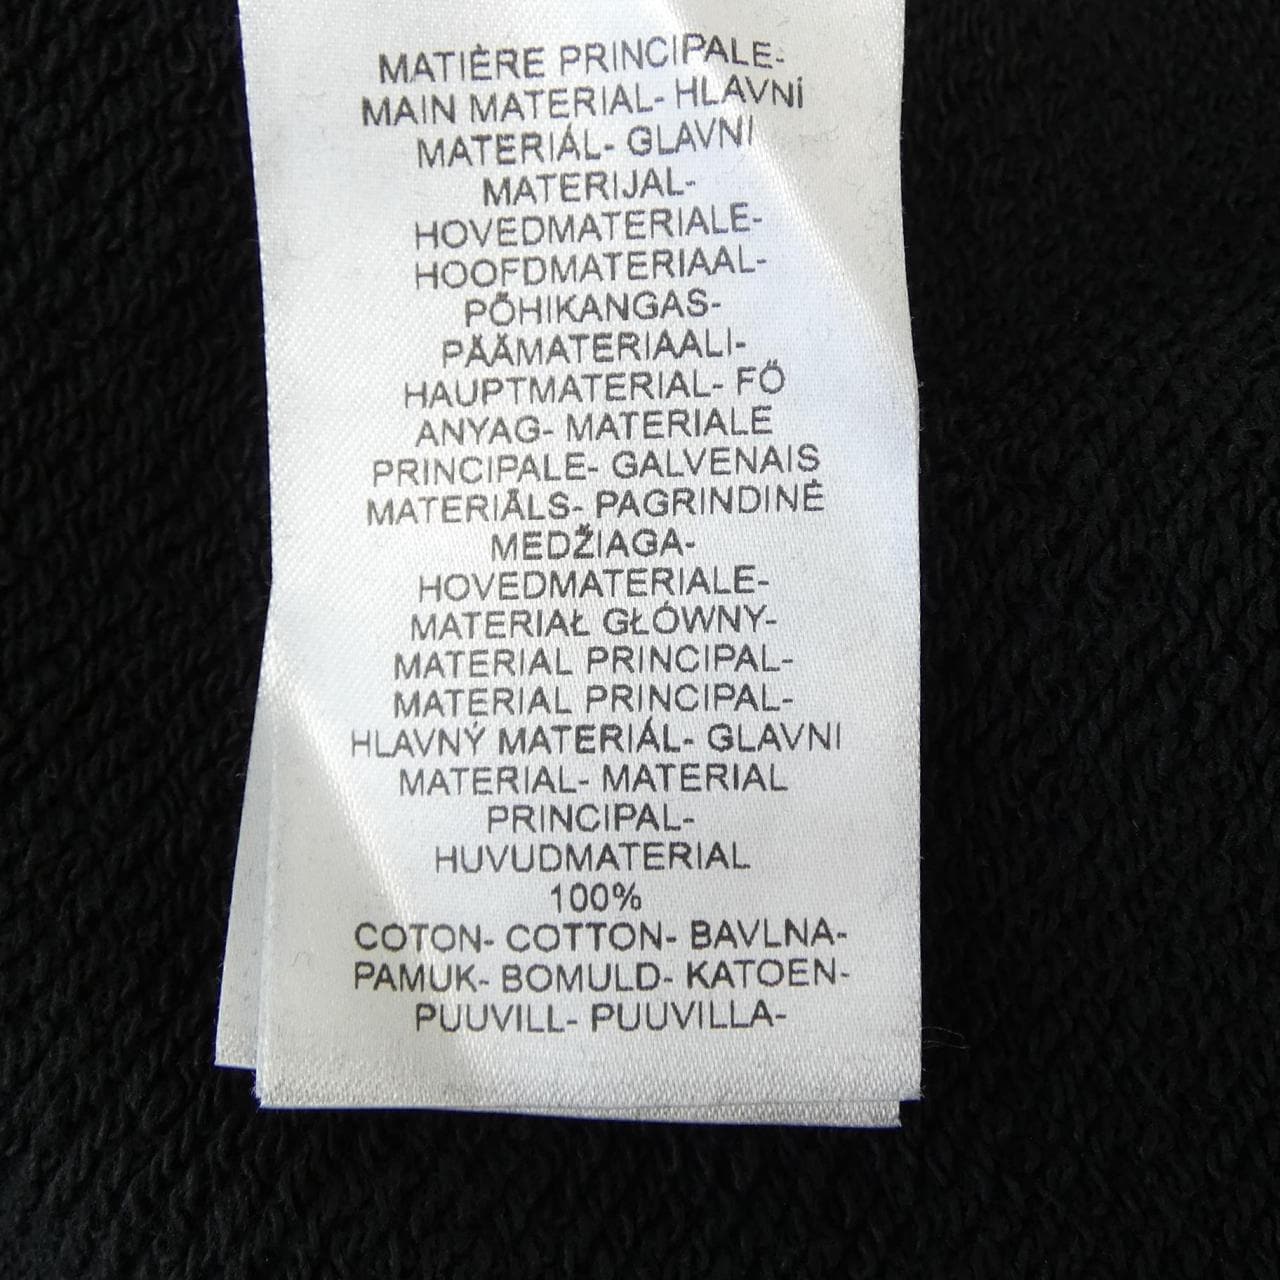 MATIÈRE PRINCIPALE-
MAIN MATERIAL- HLAVNÍ
MATERIÁL- GLAVNI
MATERIJAL-
HOVEDMATERIALE-
HOOFDMATERIAAL-
PÕHIKANGAS-
PÄÄMATERIAALI-
HAUPTMATERIAL- FŐ
ANYAG- MATERIALE
PRINCIPALE- GALVENAIS
MATERIĀLS- PAGRINDINĖ
MEDŽIAGA-
HOVEDMATERIALE-
MATERIAŁ GŁÓWNY-
MATERIAL PRINCIPAL-
MATERIAL PRINCIPAL-
HLAVNÝ MATERIÁL- GLAVNI
MATERIAL- MATERIAL
PRINCIPAL-
HUVUDMATERIAL
100%
COTON- COTTON- BAVLNA-
PAMUK- BOMULD- KATOEN-
PUUVILL- PUUVILLA-